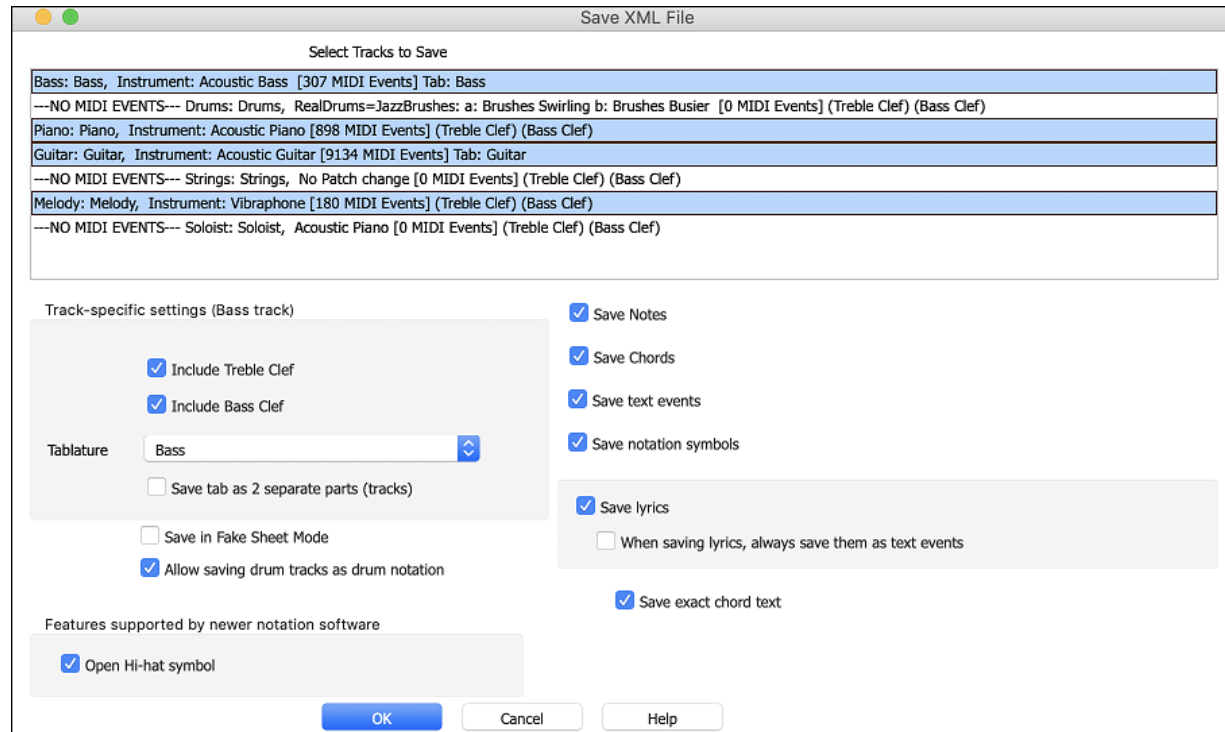 Save XML File
Select Tracks to Save
Bass: Bass,  Instrument: Acoustic Bass  [307 MIDI Events] Tab: Bass
---NO MIDI EVENTS--- Drums: Drums,  RealDrums=JazzBrushes: a: Brushes Swirling b: Brushes Busier  [0 MIDI Events] (Treble Clef) (Bass Clef)
Piano: Piano,  Instrument: Acoustic Piano [898 MIDI Events] (Treble Clef) (Bass Clef)
Guitar: Guitar,  Instrument: Acoustic Guitar [9134 MIDI Events] Tab: Guitar
---NO MIDI EVENTS--- Strings: Strings,  No Patch change [0 MIDI Events] (Treble Clef) (Bass Clef)
Melody: Melody,  Instrument: Vibraphone [180 MIDI Events] (Treble Clef) (Bass Clef)
---NO MIDI EVENTS--- Soloist: Soloist,  Acoustic Piano [0 MIDI Events] (Treble Clef) (Bass Clef)
Track-specific settings (Bass track)
Include Treble Clef
Include Bass Clef
Tablature
Bass
Save tab as 2 separate parts (tracks)
Save in Fake Sheet Mode
Allow saving drum tracks as drum notation
Features supported by newer notation software
Open Hi-hat symbol
Save Notes
Save Chords
Save text events
Save notation symbols
Save lyrics
When saving lyrics, always save them as text events
Save exact chord text
OK
Cancel
Help